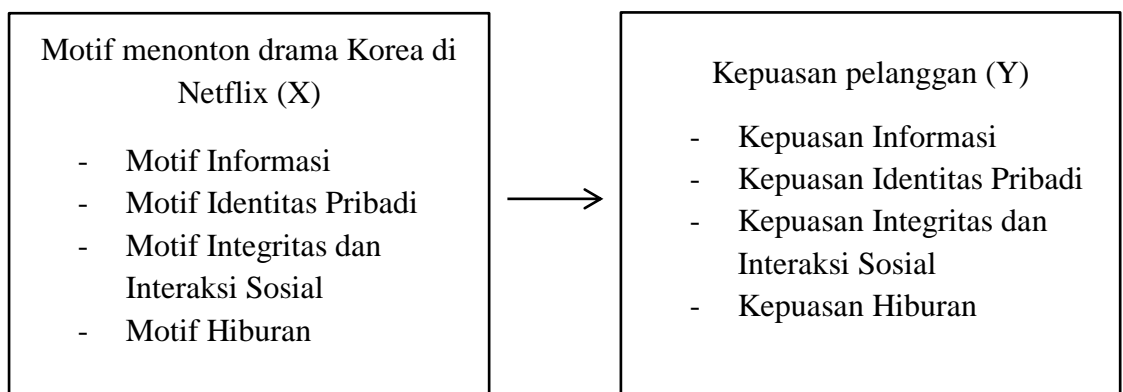 Motif menonton drama Korea di
Netflix (X)
- Motif Informasi
- Motif Identitas Pribadi
- Motif Integritas dan
Interaksi Sosial
- Motif Hiburan
Kepuasan pelanggan (Y)
- Kepuasan Informasi
- Kepuasan Identitas Pribadi
- Kepuasan Integritas dan
Interaksi Sosial
- Kepuasan Hiburan